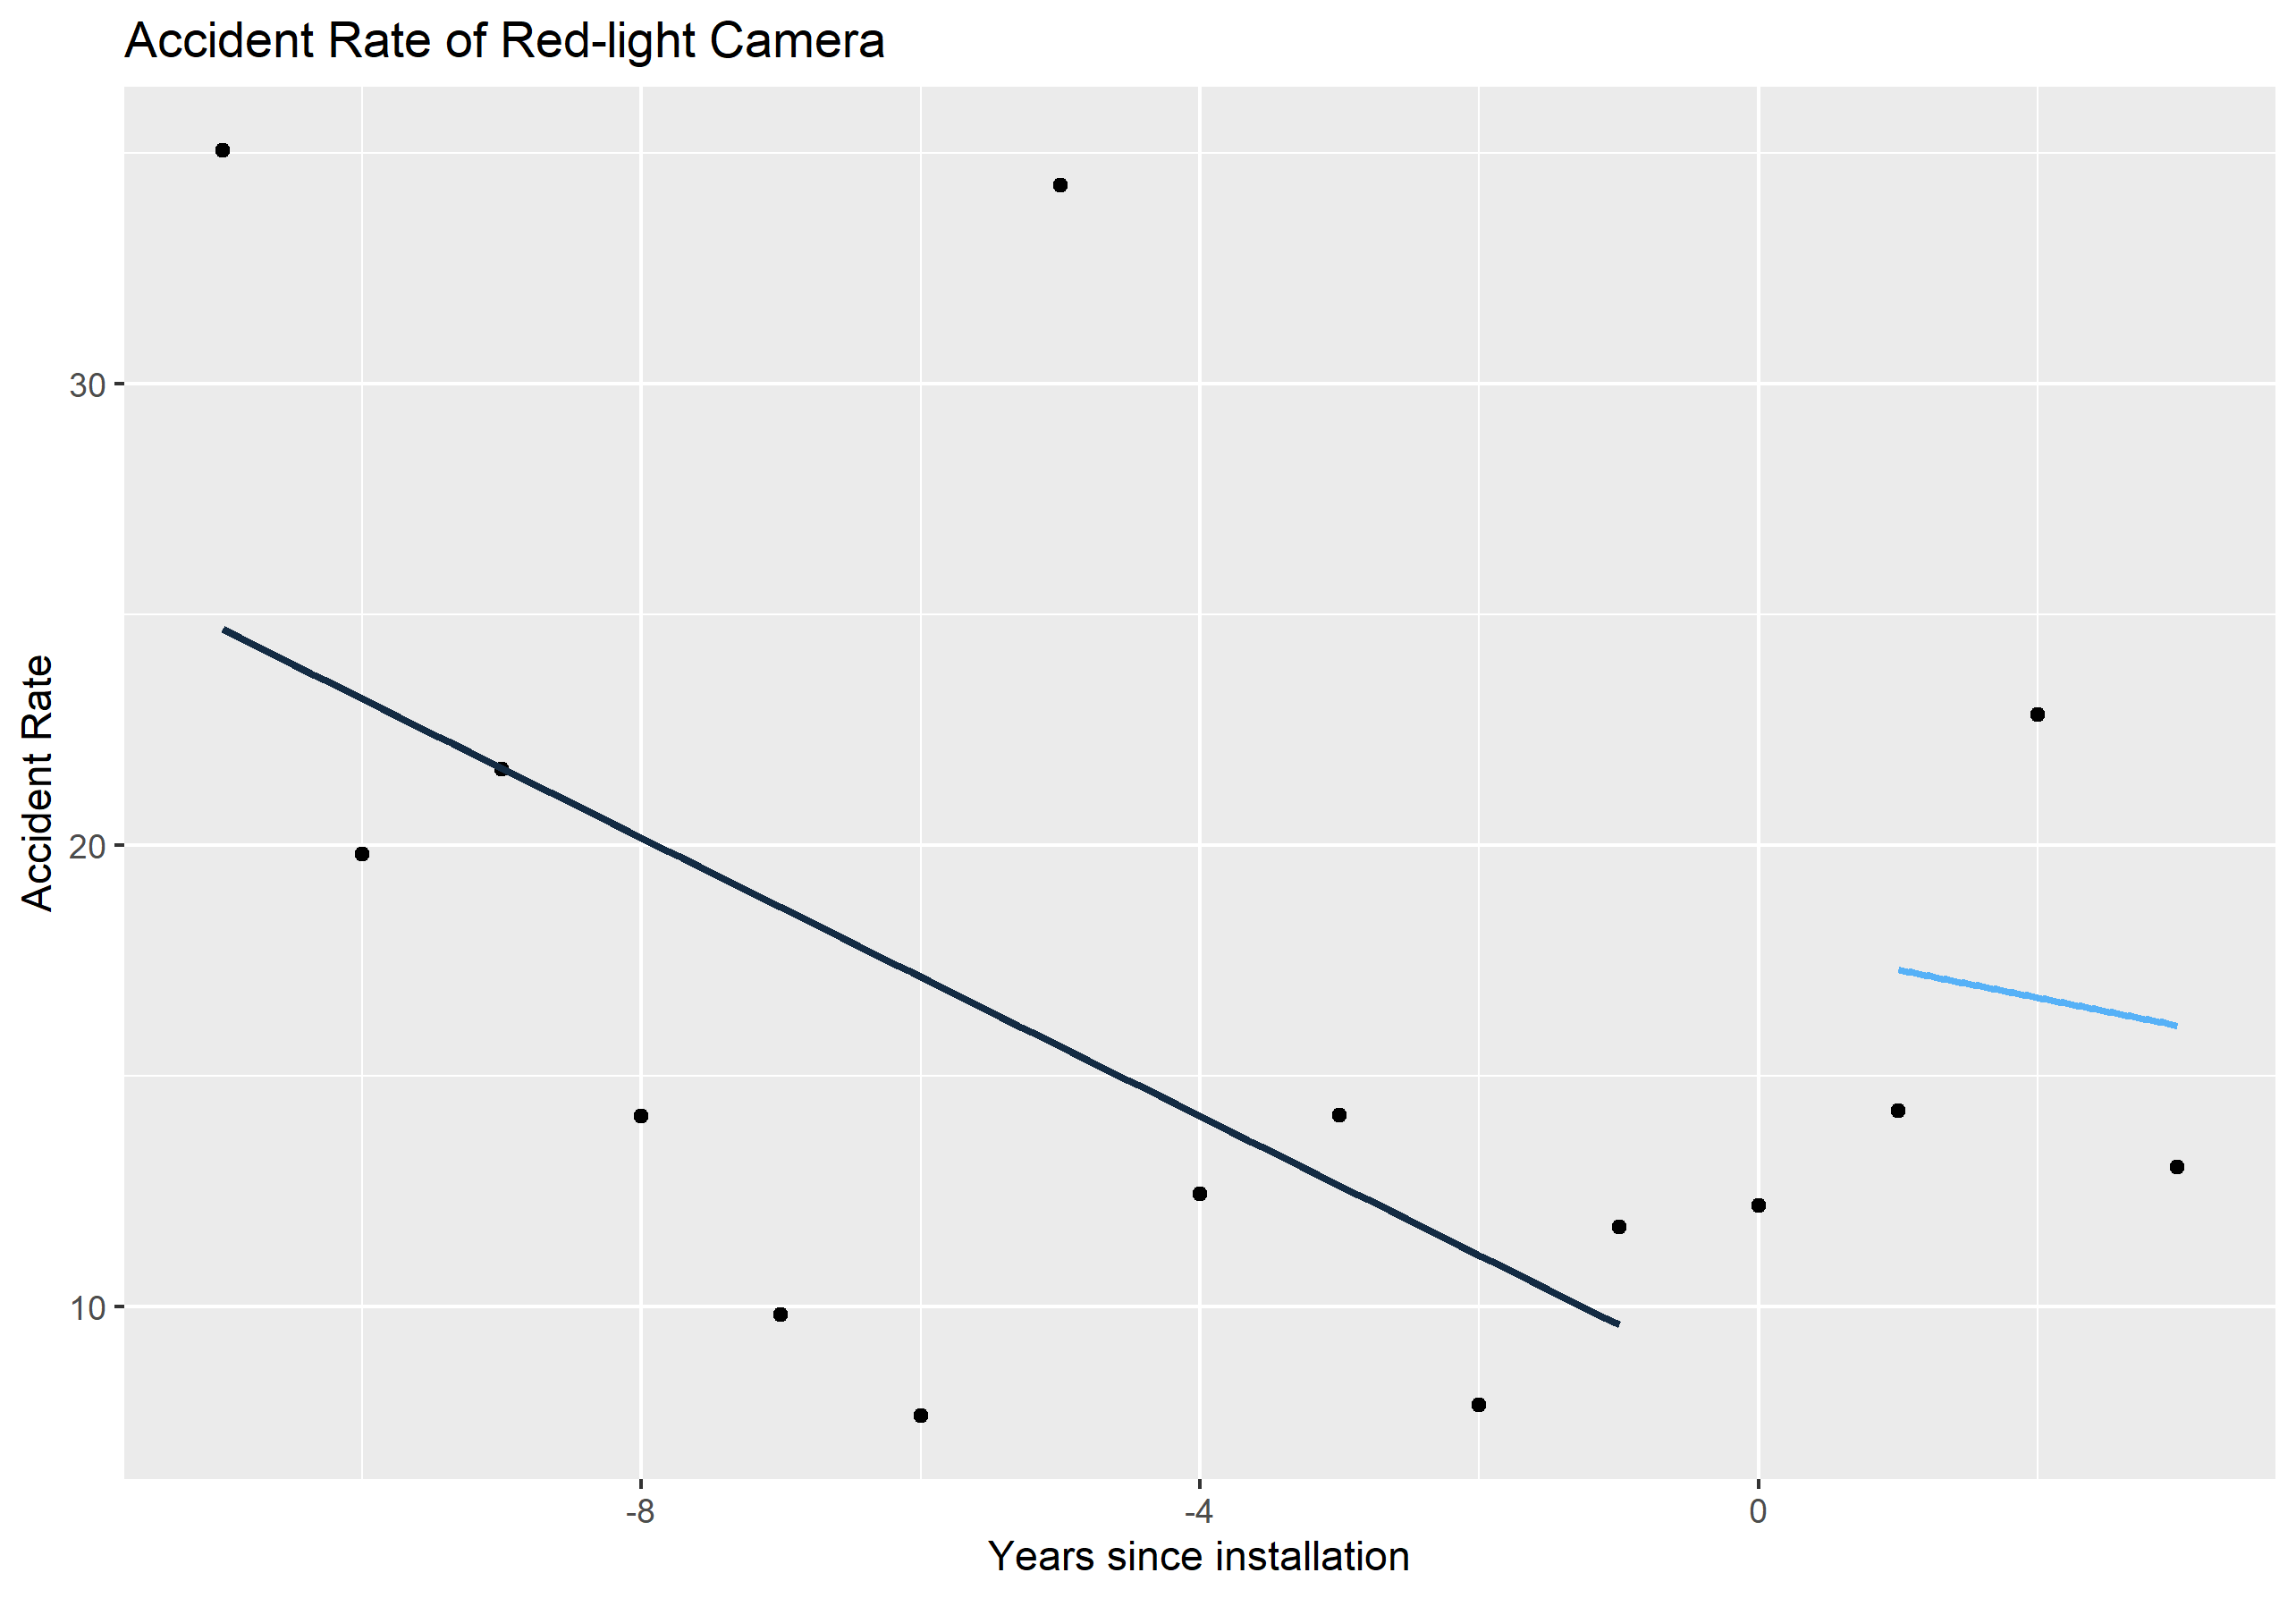 Accident Rate of Red-light Camera
30
20
10
Accident Rate
-8
-4
0
Years since installation